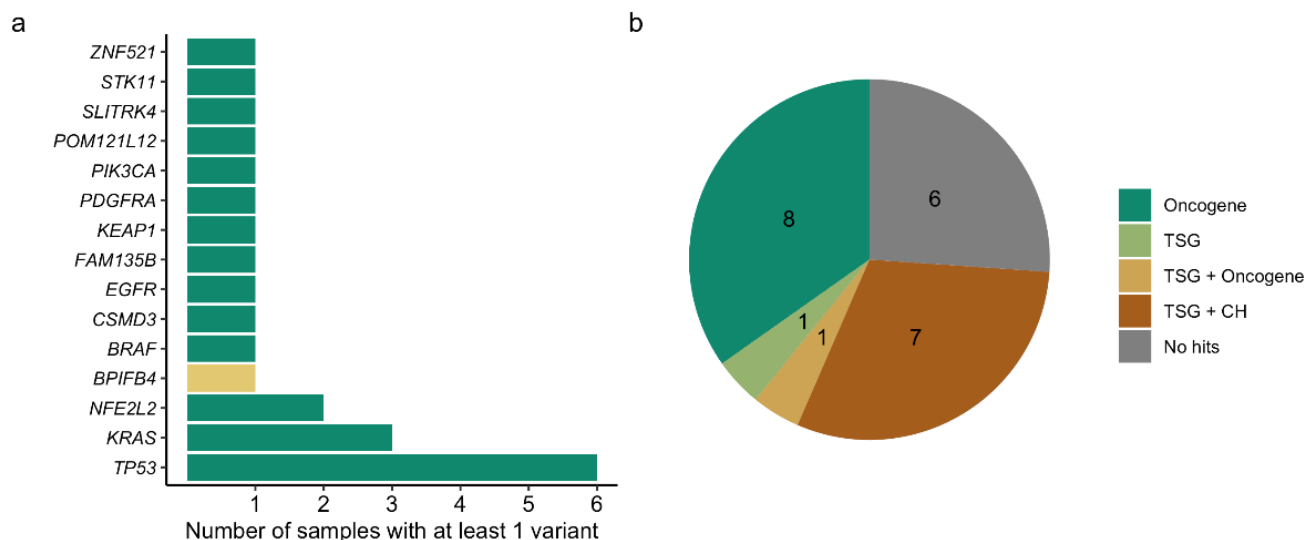 a
ZNF521
STK11
SLITRK4
POM121L12
PIK3CA
PDGFRA
KEAP1
FAM135B
EGFR
CSMD3
BRAF
BPIFB4
NFE2L2
KRAS
TP53
1 2 3 4 5 6
Number of samples with at least 1 variant
b
8
6
1
1
7
Oncogene
TSG
TSG + Oncogene
TSG + CH
No hits